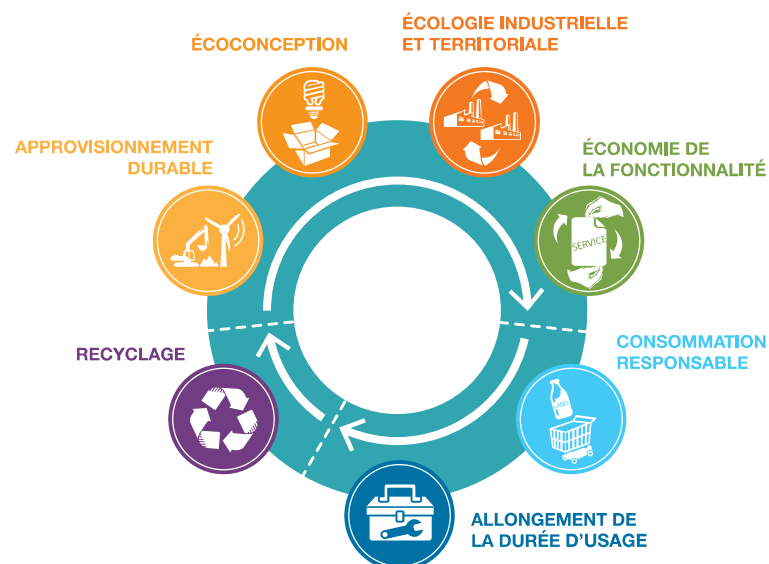 ÉCOCONCEPTION
ÉCOLOGIE INDUSTRIELLE
ET TERRITORIALE
APPROVISIONNEMENT
DURABLE
ÉCONOMIE DE
LA FONCTIONNALITÉ
SERVICE
RECYCLAGE
CONSOMMATION
RESPONSABLE
LABEL
ALLONGEMENT DE
LA DURÉE D'USAGE